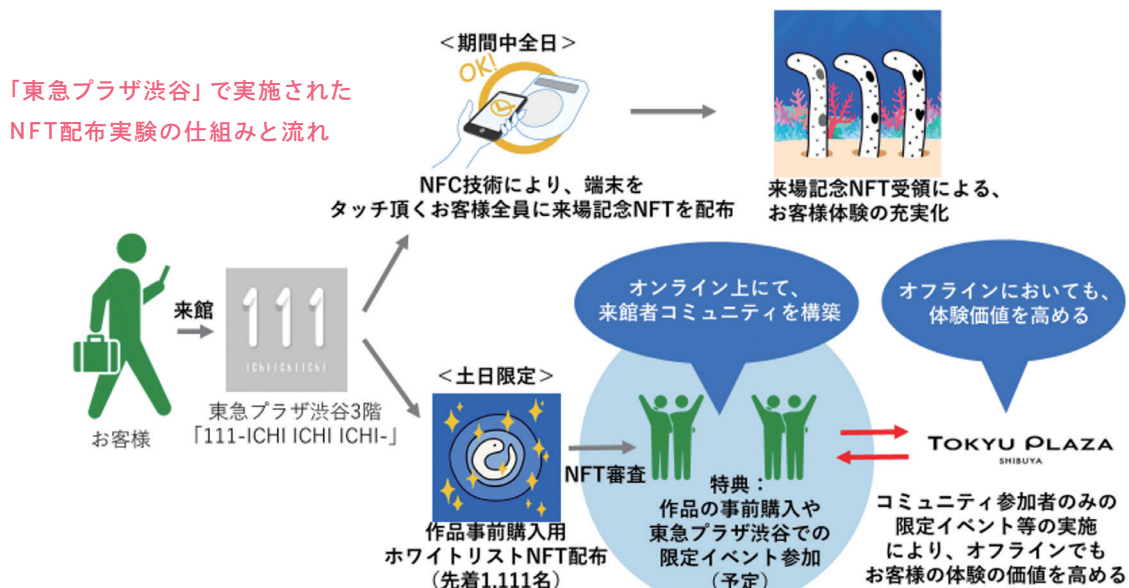 「東急プラザ渋谷」で実施された
NFT配布実験の仕組みと流れ
＜期間中全日＞
OK!
NFC技術により、端末を
タッチ頂くお客様全員に来場記念NFTを配布
来場記念NFT受領による、
お客様体験の充実化
お客様
来館
111
ICHI ICHI ICHI
東急プラザ渋谷3階
「111-ICHI ICHI ICHI-」
＜土日限定＞
作品事前購入用
ホワイトリストNFT配布
（先着1,111名）
NFT審査
オンライン上にて、
来館者コミュニティを構築
特典：
作品の事前購入や
東急プラザ渋谷での
限定イベント参加
（予定）
オフラインにおいても、
体験価値を高める
TOKYU PLAZA
SHIBUYA
コミュニティ参加者のみの
限定イベント等の実施
により、オフラインでも
お客様の体験の価値を高める